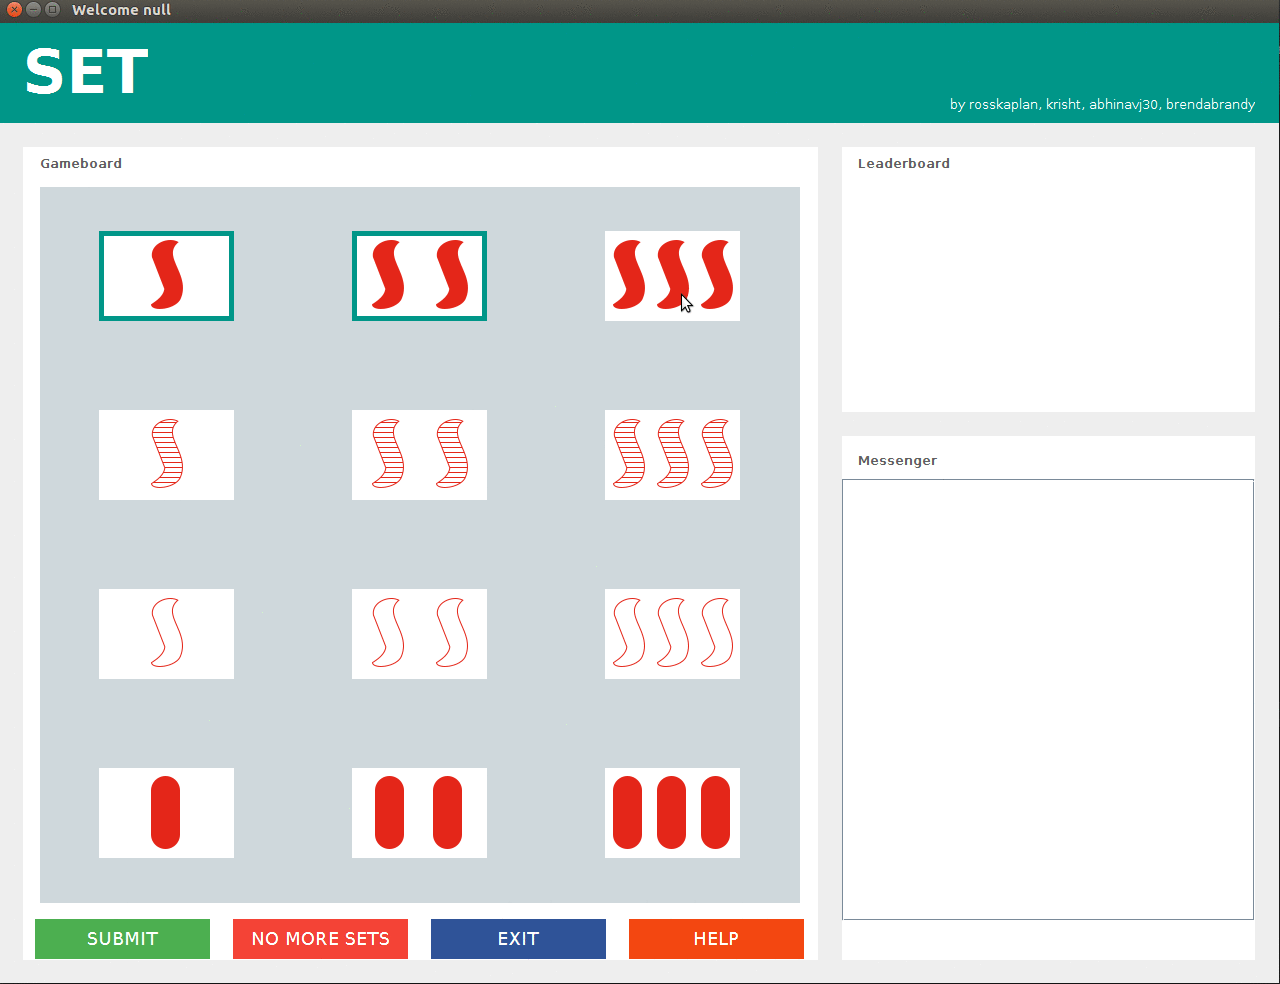 Welcome null
SET
by rosskaplan, krisht, abhinavj30, brendabrandy
Gameboard
Leaderboard
Messenger
SUBMIT
NO MORE SETS
EXIT
HELP